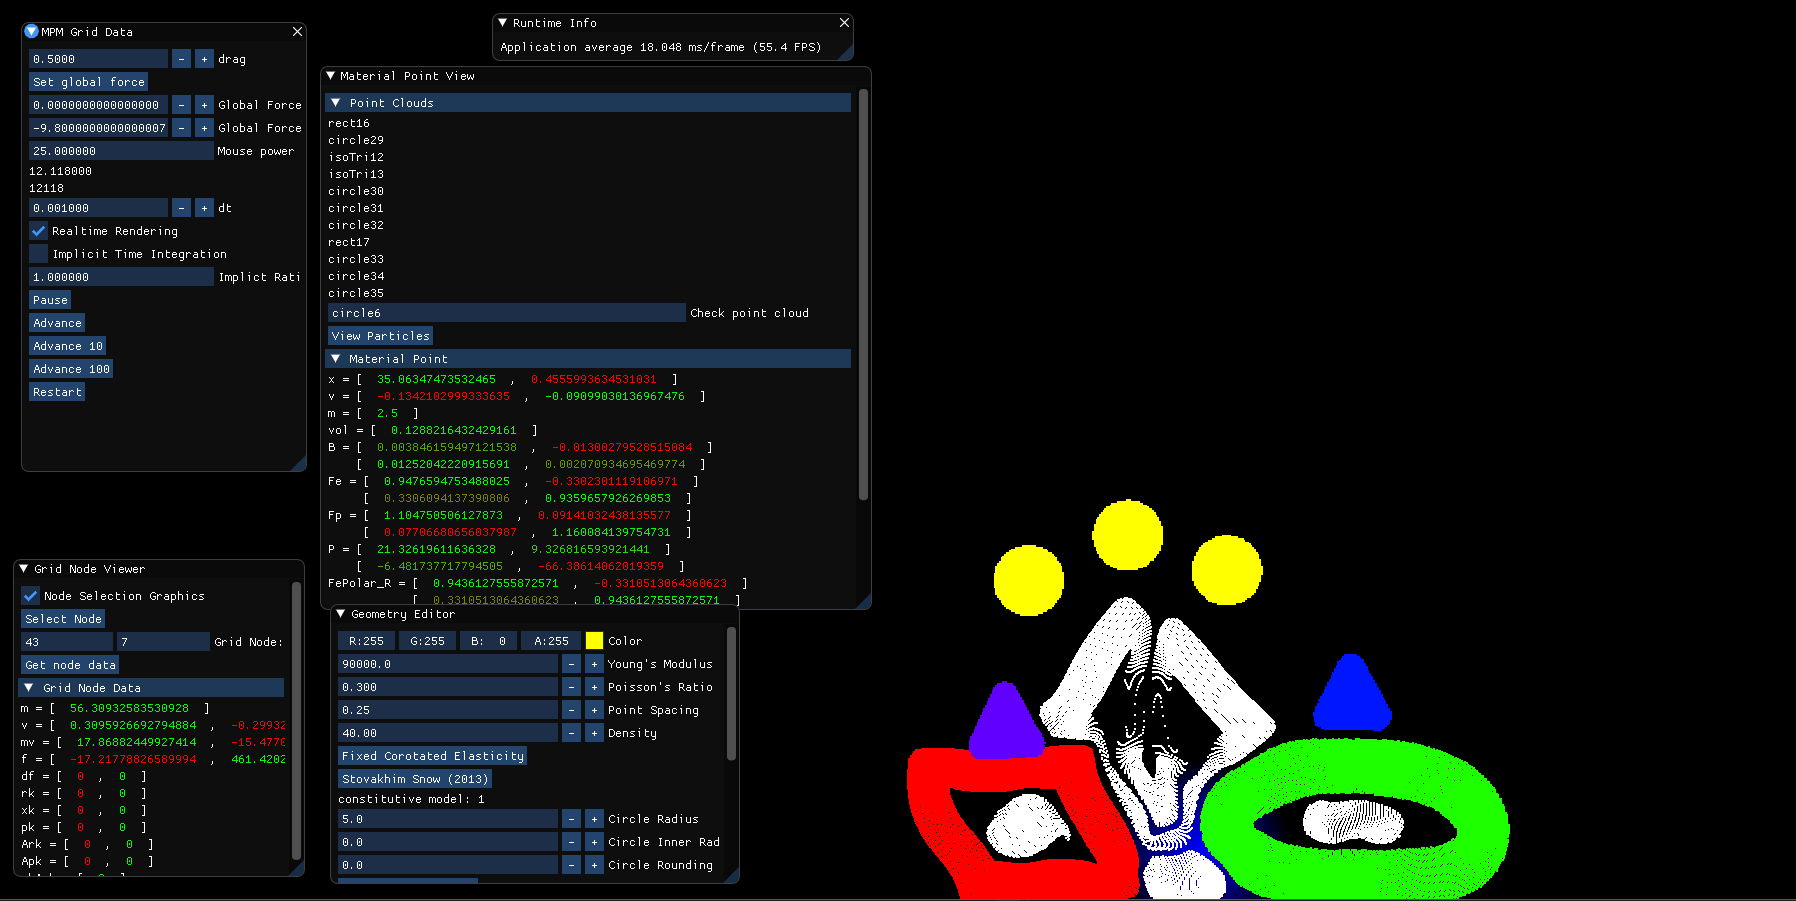 MPM Grid Data
0.5000 - + drag
Set global force
0.0000000000000000 - + Global Force
-9.8000000000000007 - + Global Force
25.000000 Mouse power
12.118000
12118
0.001000 - + dt
Realtime Rendering
Implicit Time Integration
1.000000 Implict Rati
Pause
Advance
Advance 10
Advance 100
Restart
Runtime Info
Application average 18.048 ms/frame (55.4 FPS)
Material Point View
Point Clouds
rect16
circle29
isoTri12
isoTri13
circle30
circle31
circle32
rect17
circle33
circle34
circle35
circle6 Check point cloud
View Particles
Material Point
x = [ 35.06347473532465 , 0.4555993634531031 ]
v = [ -0.1342102999333635 , -0.09099030136967476 ]
m = [ 2.5 ]
vol = [ 0.1288216432429161 ]
B = [ 0.003846159497121538 , -0.01300279528515084 ]
[ 0.01252042220915691 , 0.002070934695469774 ]
Fe = [ 0.9476594753488025 , -0.3302301119106971 ]
[ 0.3306094137390806 , 0.9359657926269853 ]
Fp = [ 1.104750506127873 , 0.09141032438135577 ]
[ 0.07706680656037987 , 1.160084139754731 ]
P = [ 21.32619611636328 , 9.326816593921441 ]
[ -6.481737717794505 , -66.38614062019359 ]
FePolar_R = [ 0.9436127555872571 , -0.3310513064360623 ]
[ 0.3310513064360623 , 0.9436127555872571 ]
Grid Node Viewer
Node Selection Graphics
Select Node
43 7 Grid Node:
Get node data
Grid Node Data
m = [ 56.30932583530928 ]
v = [ 0.3095926692794884 , -0.29932
mv = [ 17.86882449927414 , -15.4770
f = [ -17.21778826589994 , 461.4202
df = [ 0 , 0 ]
rk = [ 0 , 0 ]
xk = [ 0 , 0 ]
pk = [ 0 , 0 ]
Ark = [ 0 , 0 ]
Apk = [ 0 , 0 ]
Geometry Editor
R:255 G:255 B: 0 A:255 Color
90000.0 - + Young's Modulus
0.300 - + Poisson's Ratio
0.25 - + Point Spacing
40.00 - + Density
Fixed Corotated Elasticity
Stovakhim Snow (2013)
constitutive model: 1
5.0 - + Circle Radius
0.0 - + Circle Inner Rad
0.0 - + Circle Rounding